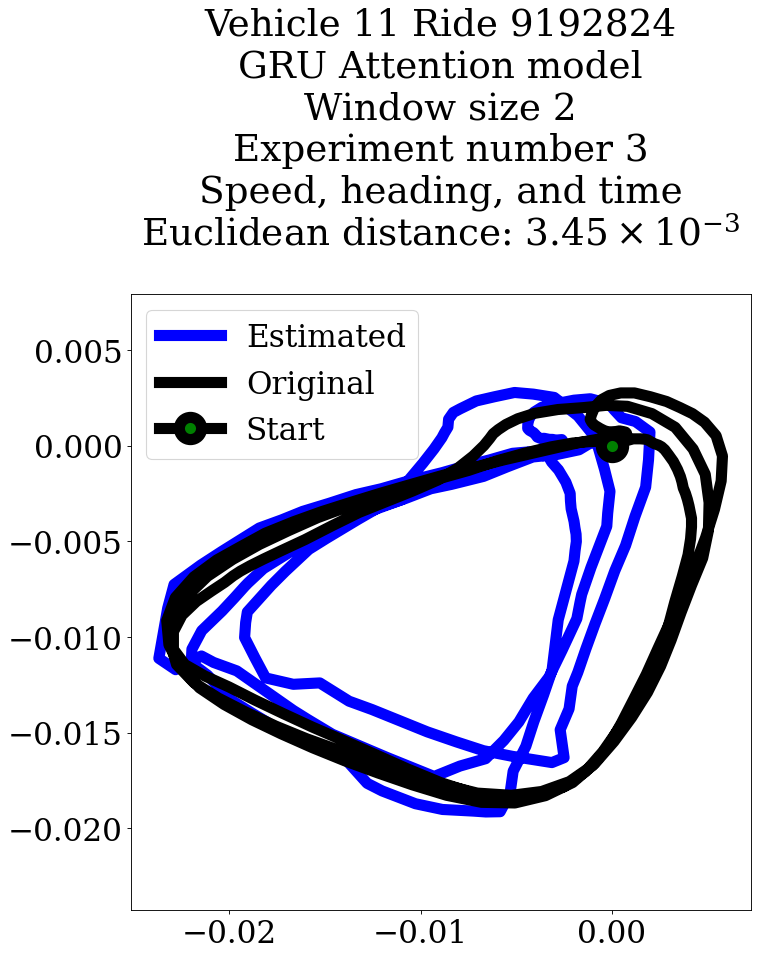 Vehicle 11 Ride 9192824
GRU Attention model
Window size 2
Experiment number 3
Speed, heading, and time
Euclidean distance: 3.45 × 10⁻³
Estimated
Original
Start
0.005
0.000
−0.005
−0.010
−0.015
−0.020
−0.02
−0.01
0.00